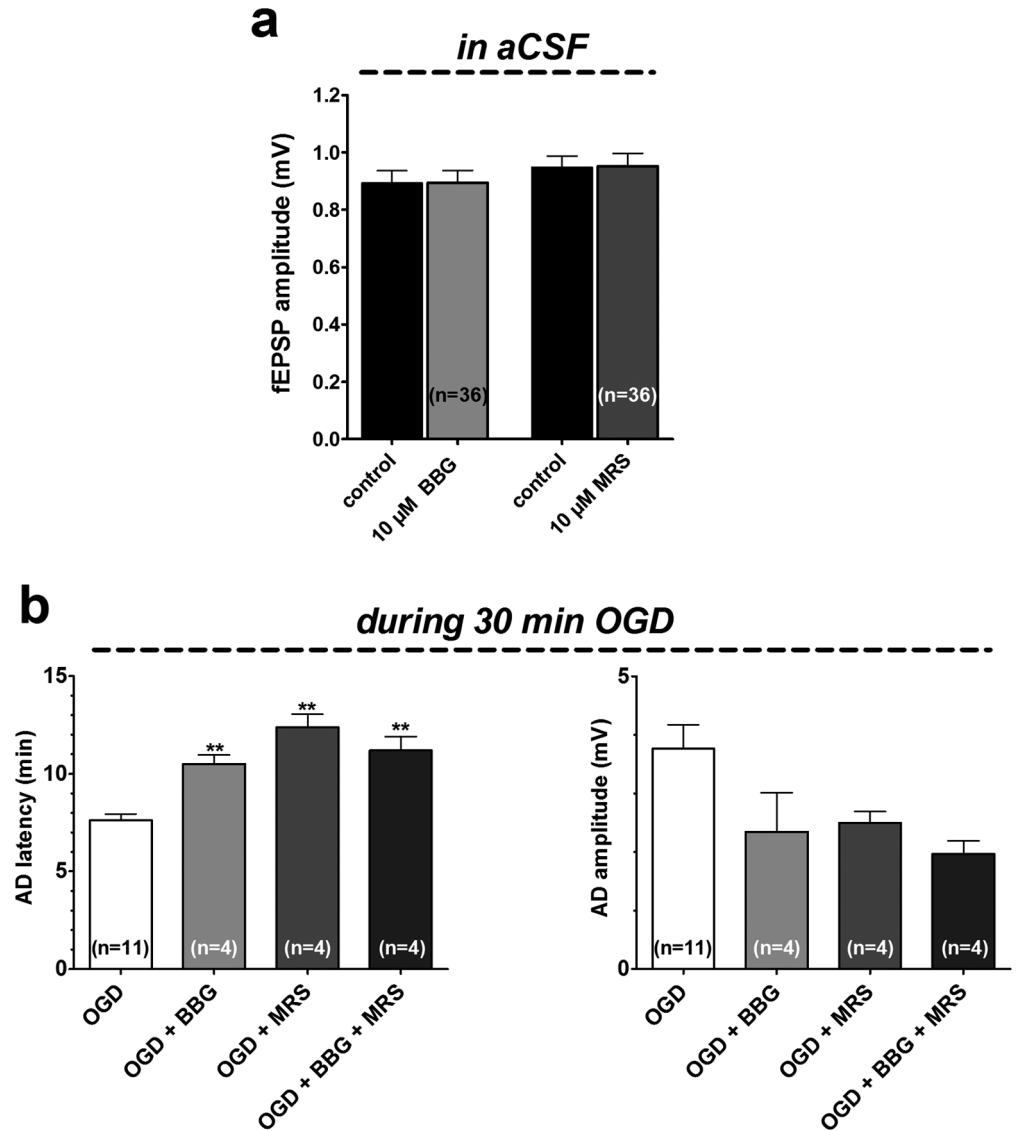 a
in aCSF
fEPSP amplitude (mV)
1.2
1.0
0.8
0.6
0.4
0.2
0.0
(n=36)
(n=36)
control
10 µM BBG
control
10 µM MRS
b
during 30 min OGD
AD latency (min)
15
10
5
0
**
**
**
(n=11)
(n=4)
(n=4)
(n=4)
OGD
OGD + BBG
OGD + MRS
OGD + BBG + MRS
AD amplitude (mV)
5
0
(n=11)
(n=4)
(n=4)
(n=4)
OGD
OGD + BBG
OGD + MRS
OGD + BBG + MRS